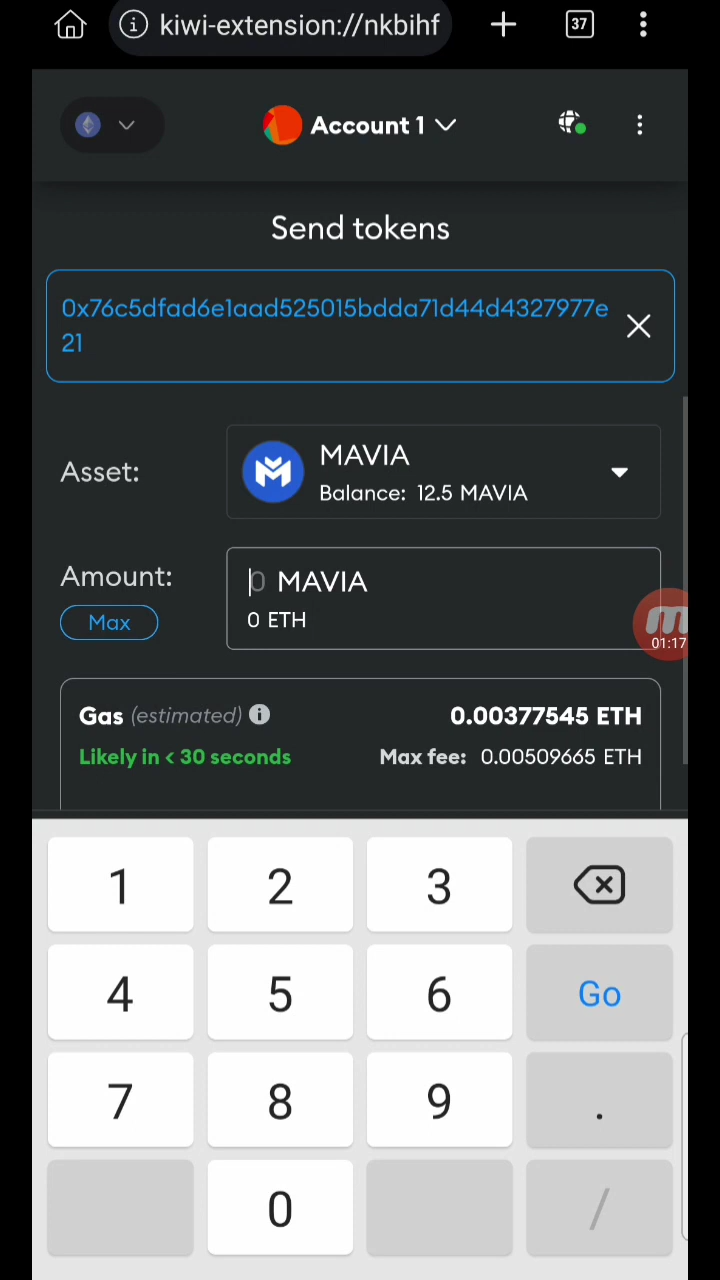 kiwi-extension://nkbihf
37
Account 1
Send tokens
0x76c5dfad6e1aad525015bdda71d44d4327977e
21
Asset:
MAVIA
Balance: 12.5 MAVIA
Amount:
0 MAVIA
Max
0 ETH
01:17
Gas (estimated)
0.00377545 ETH
Likely in < 30 seconds
Max fee: 0.00509665 ETH
1 2 3
4 5 6 Go
7 8 9 .
0 /